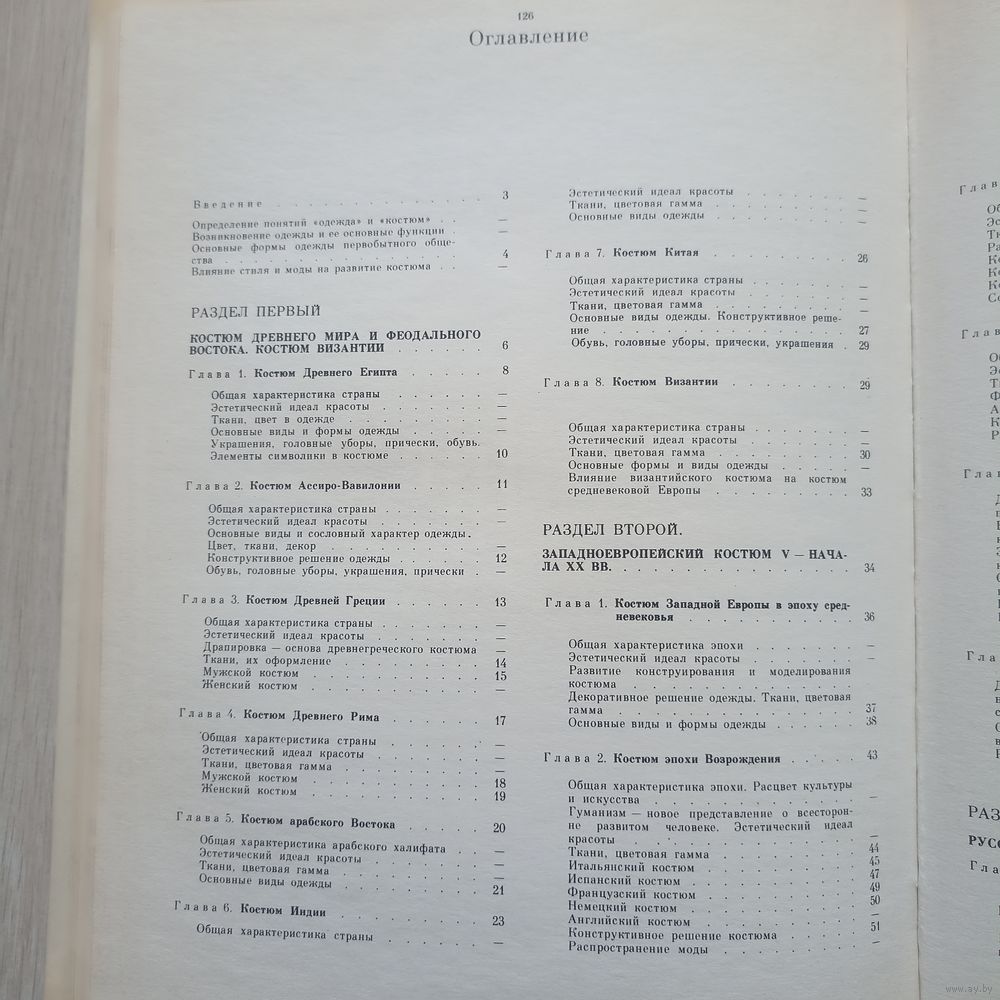 126
Оглавление
Введение . . . . . . . . . . . . . 3
Определение понятий «одежда» и «костюм» . . —
Возникновение одежды и ее основные функции . —
Основные формы одежды первобытного обще-
ства . . . . . . . . . . . . . . . 4
Влияние стиля и моды на развитие костюма . . —
РАЗДЕЛ ПЕРВЫЙ
КОСТЮМ ДРЕВНЕГО МИРА И ФЕОДАЛЬНОГО
ВОСТОКА. КОСТЮМ ВИЗАНТИИ . . . . . 6
Глава 1. Костюм Древнего Египта . . . . . 8
Общая характеристика страны . . . . . . —
Эстетический идеал красоты . . . . . . . —
Ткани, цвет в одежде . . . . . . . . . —
Основные виды и формы одежды . . . . . —
Украшения, головные уборы, прически, обувь.
Элементы символики в костюме . . . . . 10
Глава 2. Костюм Ассиро-Вавилонии . . . . . 11
Общая характеристика страны . . . . . . —
Эстетический идеал красоты . . . . . . . —
Основные виды и сословный характер одежды.
Цвет, ткани, декор . . . . . . . . . . —
Конструктивное решение одежды . . . . . 12
Обувь, головные уборы, украшения, прически . —
Глава 3. Костюм Древней Греции . . . . . . 13
Общая характеристика страны . . . . . . —
Эстетический идеал красоты . . . . . . . —
Драпировка — основа древнегреческого костюма —
Ткани, их оформление . . . . . . . . . 14
Мужской костюм . . . . . . . . . . . 15
Женский костюм . . . . . . . . . . . —
Глава 4. Костюм Древнего Рима . . . . . . 17
Общая характеристика страны . . . . . . —
Эстетический идеал красоты . . . . . . . —
Ткани, цветовая гамма . . . . . . . . . —
Мужской костюм . . . . . . . . . . . 18
Женский костюм . . . . . . . . . . . 19
Глава 5. Костюм арабского Востока . . . . . 20
Общая характеристика арабского халифата . . —
Эстетический идеал красоты . . . . . . . —
Ткани, цветовая гамма . . . . . . . . . —
Основные виды одежды . . . . . . . . . 21
Глава 6. Костюм Индии . . . . . . . . . 23
Общая характеристика страны . . . . . . —
Эстетический идеал красоты . . . . . . . —
Ткани, цветовая гамма . . . . . . . . . —
Основные виды одежды . . . . . . . . . —
Глава 7. Костюм Китая . . . . . . . . . 26
Общая характеристика страны . . . . . . —
Эстетический идеал красоты . . . . . . . —
Ткани, цветовая гамма . . . . . . . . . —
Основные виды одежды. Конструктивное реше-
ние . . . . . . . . . . . . . . . 27
Обувь, головные уборы, прически, украшения . 29
Глава 8. Костюм Византии . . . . . . . . 29
Общая характеристика страны . . . . . . —
Эстетический идеал красоты . . . . . . . —
Ткани, цветовая гамма . . . . . . . . . 30
Основные формы и виды одежды . . . . . —
Влияние византийского костюма на костюм
средневековой Европы . . . . . . . . . 33
РАЗДЕЛ ВТОРОЙ.
ЗАПАДНОЕВРОПЕЙСКИЙ КОСТЮМ V — НАЧА-
ЛА XX ВВ. . . . . . . . . . . . . . 34
Глава 1. Костюм Западной Европы в эпоху сред-
невековья . . . . . . . . . . . 36
Общая характеристика эпохи . . . . . . —
Эстетический идеал красоты . . . . . . . —
Развитие конструирования и моделирования
костюма . . . . . . . . . . . . . . —
Декоративное решение одежды. Ткани, цветовая
гамма . . . . . . . . . . . . . . 37
Основные виды и формы одежды . . . . . 38
Глава 2. Костюм эпохи Возрождения . . . . . 43
Общая характеристика эпохи. Расцвет культуры
и искусства . . . . . . . . . . . . —
Гуманизм — новое представление о всесторон-
не развитом человеке. Эстетический идеал
красоты . . . . . . . . . . . . . . —
Ткани, цветовая гамма . . . . . . . . . 44
Итальянский костюм . . . . . . . . . . 45
Испанский костюм . . . . . . . . . . . 47
Французский костюм . . . . . . . . . . 49
Немецкий костюм . . . . . . . . . . . 50
Английский костюм . . . . . . . . . . —
Конструктивное решение костюма . . . . . 51
Распространение моды . . . . . . . . . —
www.ay.by